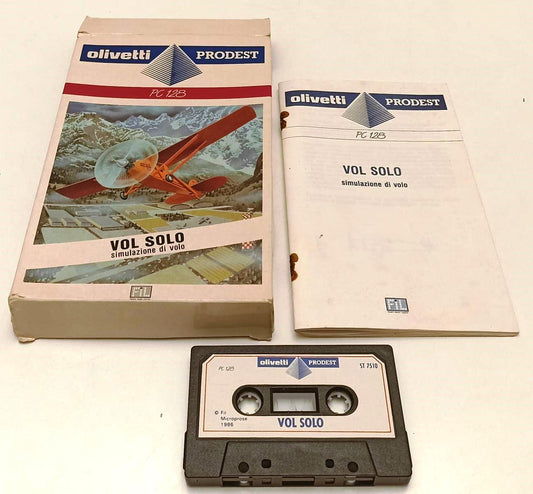 olivetti PRODEST
PC 128
VOL SOLO
simulazione di volo
FIL
olivetti PRODEST
PC 128
VOL SOLO
simulazione di volo
FIL
olivetti PRODEST
PC 128
ST 7510
© Fil
Microprose
1986
VOL SOLO